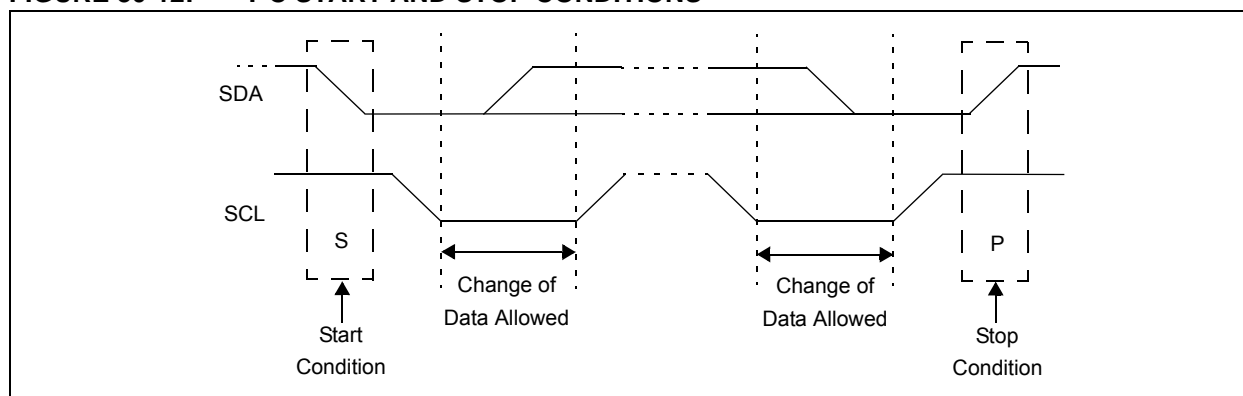 SDA
SCL
S
P
Change of
Data Allowed
Change of
Data Allowed
Start
Condition
Stop
Condition